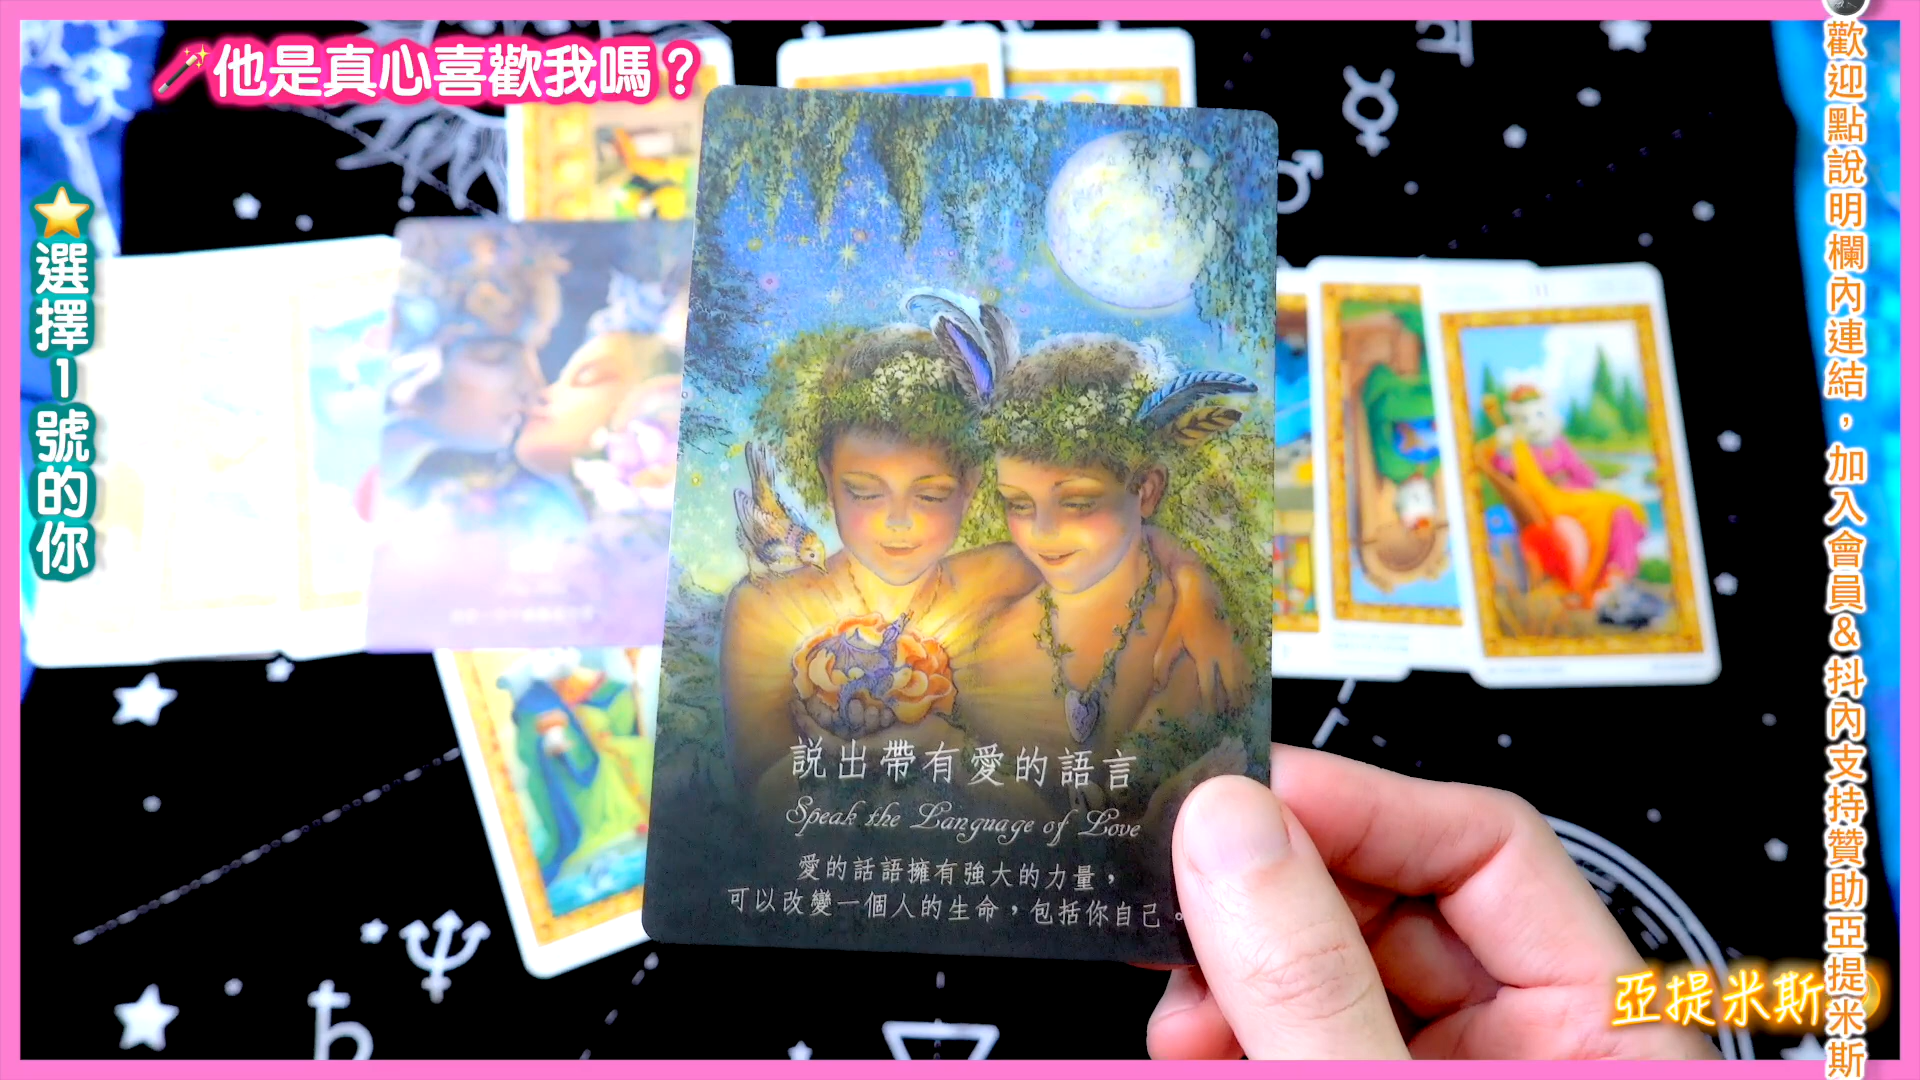 他是真心喜歡我嗎？
選擇1號的你
説出帶有愛的語言
Speak the Language of Love
愛的話語擁有強大的力量，
可以改變一個人的生命，包括你自己。
歡迎點說明欄內連結，加入會員&抖內支持贊助亞提米斯
亞提米斯